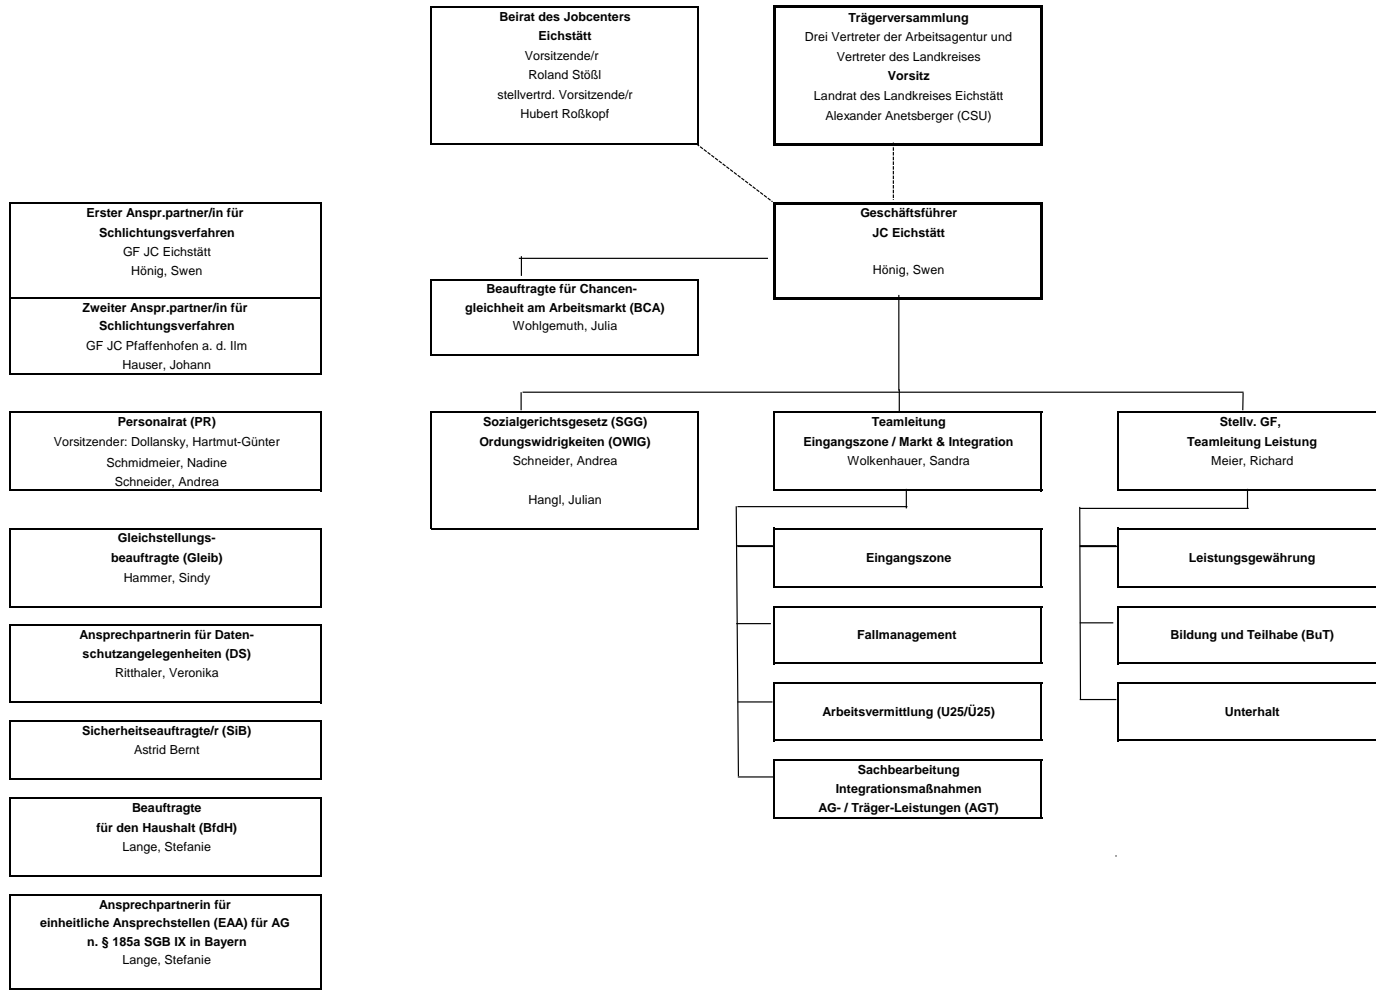 Beirat des Jobcenters
Eichstätt
Vorsitzende/r
Roland Stößl
stellvertrd. Vorsitzende/r
Hubert Roßkopf
Trägerversammlung
Drei Vertreter der Arbeitsagentur und
Vertreter des Landkreises
Vorsitz
Landrat des Landkreises Eichstätt
Alexander Anetsberger (CSU)
Erster Anspr.partner/in für
Schlichtungsverfahren
GF JC Eichstätt
Hönig, Swen
Geschäftsführer
JC Eichstätt
Hönig, Swen
Beauftragte für Chancen-
gleichheit am Arbeitsmarkt (BCA)
Wohlgemuth, Julia
Zweiter Anspr.partner/in für
Schlichtungsverfahren
GF JC Pfaffenhofen a. d. Ilm
Hauser, Johann
Personalrat (PR)
Vorsitzender: Dollansky, Hartmut-Günter
Schmidmeier, Nadine
Schneider, Andrea
Sozialgerichtsgesetz (SGG)
Ordungswidrigkeiten (OWIG)
Schneider, Andrea
Hangl, Julian
Teamleitung
Eingangszone / Markt & Integration
Wolkenhauer, Sandra
Stellv. GF,
Teamleitung Leistung
Meier, Richard
Gleichstellungs-
beauftragte (Gleib)
Hammer, Sindy
Eingangszone
Leistungsgewährung
Ansprechpartnerin für Daten-
schutzangelegenheiten (DS)
Ritthaler, Veronika
Fallmanagement
Bildung und Teilhabe (BuT)
Arbeitsvermittlung (U25/Ü25)
Unterhalt
Sicherheitseauftragte/r (SiB)
Astrid Bernt
Sachbearbeitung
Integrationsmaßnahmen
AG- / Träger-Leistungen (AGT)
Beauftragte
für den Haushalt (BfdH)
Lange, Stefanie
Ansprechpartnerin für
einheitliche Ansprechstellen (EAA) für AG
n. § 185a SGB IX in Bayern
Lange, Stefanie